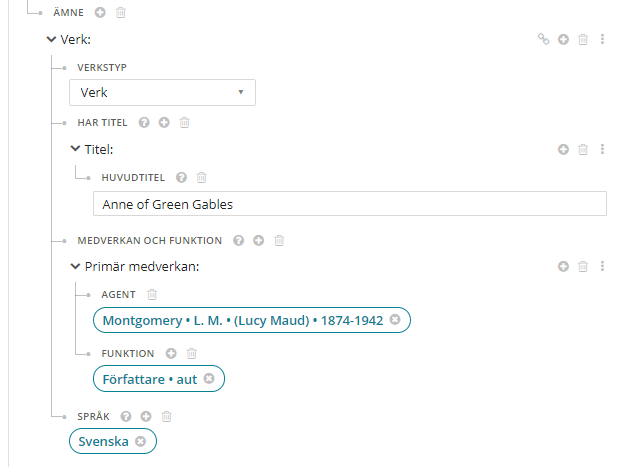 ÄMNE
Verk:
VERKSTYP
Verk
HAR TITEL
Titel:
HUVUDTITEL
Anne of Green Gables
MEDVERKAN OCH FUNKTION
Primär medverkan:
AGENT
Montgomery • L. M. • (Lucy Maud) • 1874-1942
FUNKTION
Författare • aut
SPRÅK
Svenska